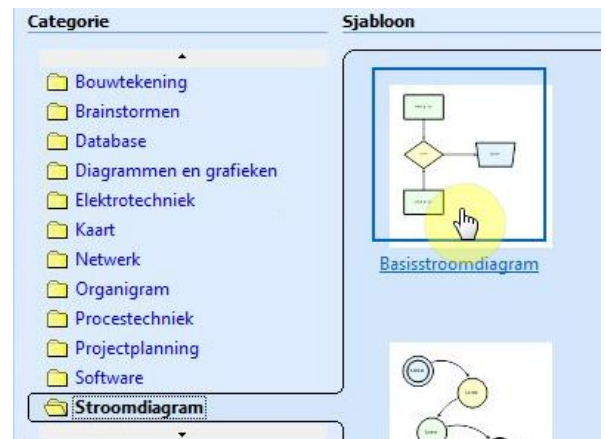 Categorie
Sjabloon
Bouwtekening
Brainstormen
Database
Diagrammen en grafieken
Elektrotechniek
Kaart
Netwerk
Organigram
Procestechniek
Projectplanning
Software
Stroomdiagram
Basisstroomdiagram